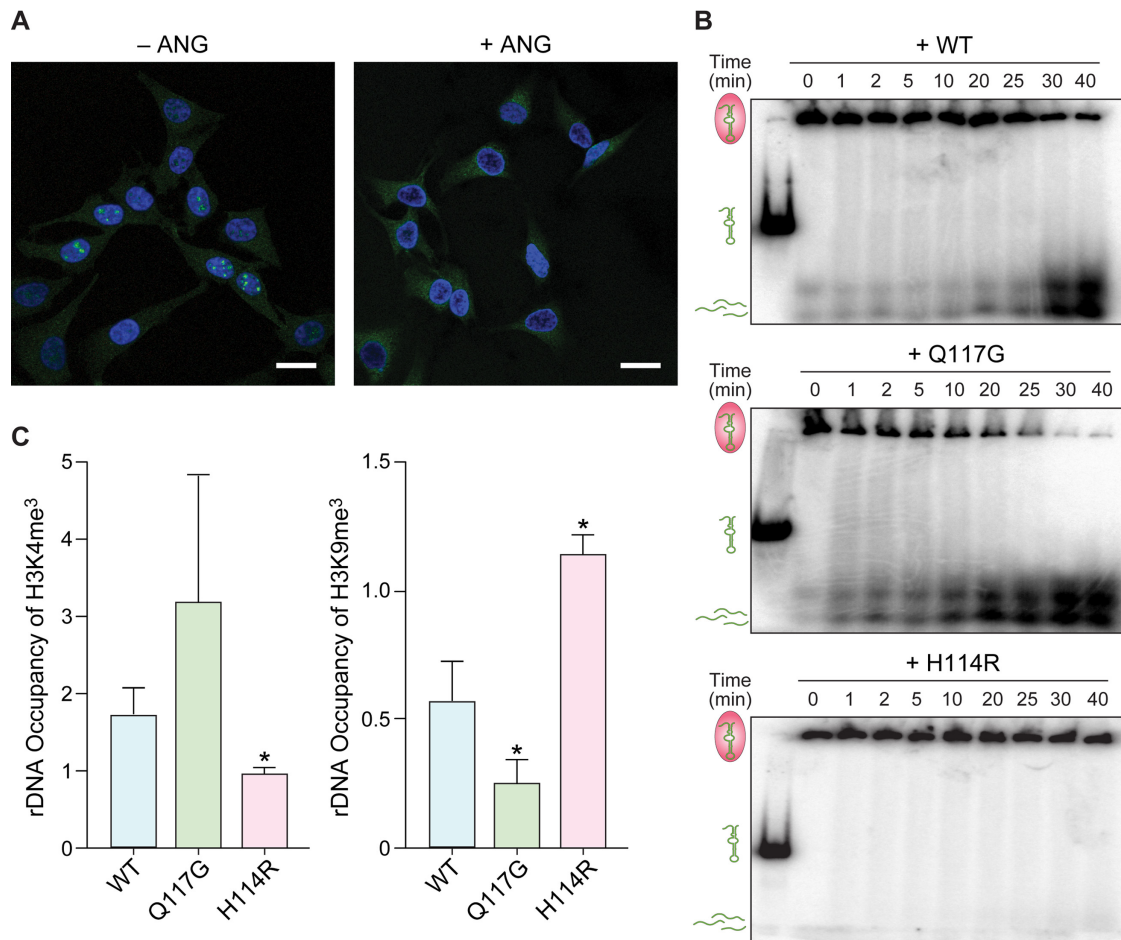 A
– ANG
+ ANG
B
+ WT
Time
(min)
0 1 2 5 10 20 25 30 40
+ Q117G
Time
(min)
0 1 2 5 10 20 25 30 40
+ H114R
Time
(min)
0 1 2 5 10 20 25 30 40
C
rDNA Occupancy of H3K4me³
5
4
3
2
1
0
*
WT
Q117G
H114R
rDNA Occupancy of H3K9me³
1.5
1.0
0.5
0
*
*
WT
Q117G
H114R